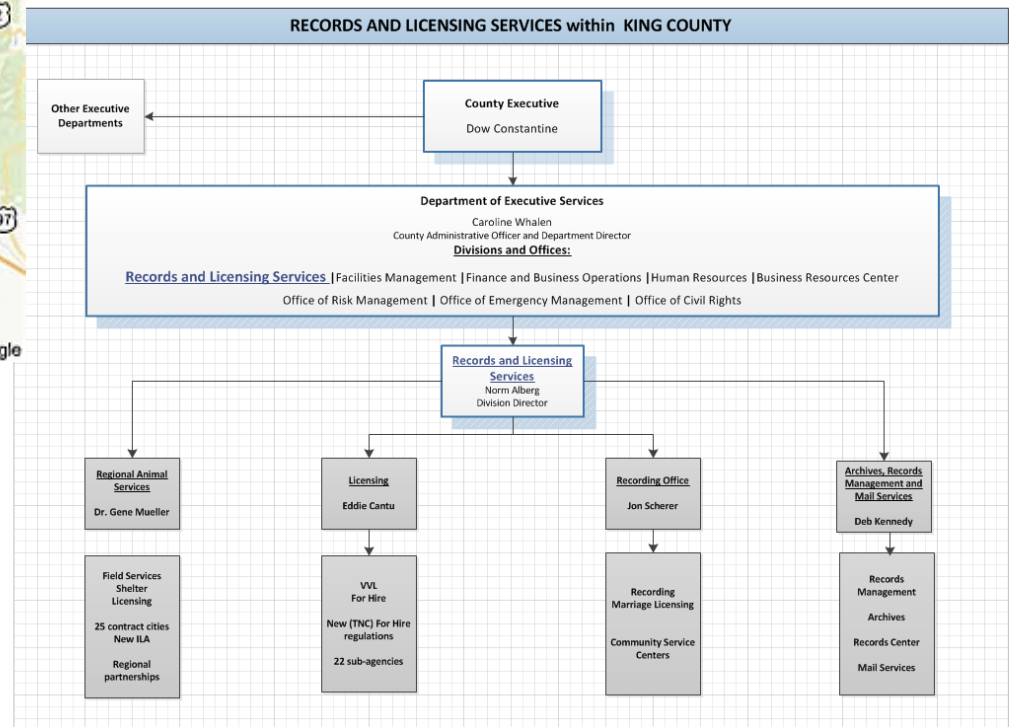 RECORDS AND LICENSING SERVICES within KING COUNTY
Other Executive
Departments
County Executive
Dow Constantine
Department of Executive Services
Caroline Whalen
County Administrative Officer and Department Director
Divisions and Offices:
Records and Licensing Services |Facilities Management |Finance and Business Operations |Human Resources |Business Resources Center
Office of Risk Management | Office of Emergency Management | Office of Civil Rights
gle
Records and Licensing
Services
Norm Alberg
Division Director
Regional Animal
Services
Dr. Gene Mueller
Licensing
Eddie Cantu
Recording Office
Jon Scherer
Archives, Records
Management and
Mail Services
Deb Kennedy
Field Services
Shelter
Licensing
25 contract cities
New ILA
Regional
partnerships
VVL
For Hire
New (TNC) For Hire
regulations
22 sub-agencies
Recording
Marriage Licensing
Community Service
Centers
Records
Management
Archives
Records Center
Mail Services